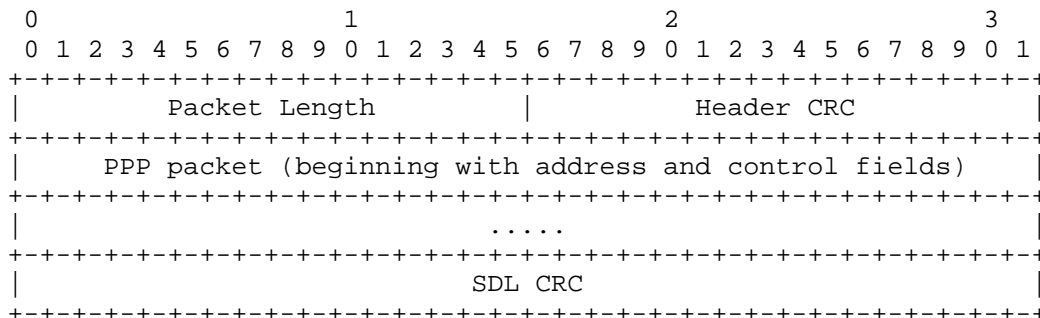 0                   1                   2                   3
 0 1 2 3 4 5 6 7 8 9 0 1 2 3 4 5 6 7 8 9 0 1 2 3 4 5 6 7 8 9 0 1
+-+-+-+-+-+-+-+-+-+-+-+-+-+-+-+-+-+-+-+-+-+-+-+-+-+-+-+-+-+-+-+-+
|         Packet Length         |          Header CRC           |
+-+-+-+-+-+-+-+-+-+-+-+-+-+-+-+-+-+-+-+-+-+-+-+-+-+-+-+-+-+-+-+-+
|     PPP packet (beginning with address and control fields)    |
+-+-+-+-+-+-+-+-+-+-+-+-+-+-+-+-+-+-+-+-+-+-+-+-+-+-+-+-+-+-+-+-+
|                             .....                             |
+-+-+-+-+-+-+-+-+-+-+-+-+-+-+-+-+-+-+-+-+-+-+-+-+-+-+-+-+-+-+-+-+
|                            SDL CRC                            |
+-+-+-+-+-+-+-+-+-+-+-+-+-+-+-+-+-+-+-+-+-+-+-+-+-+-+-+-+-+-+-+-+